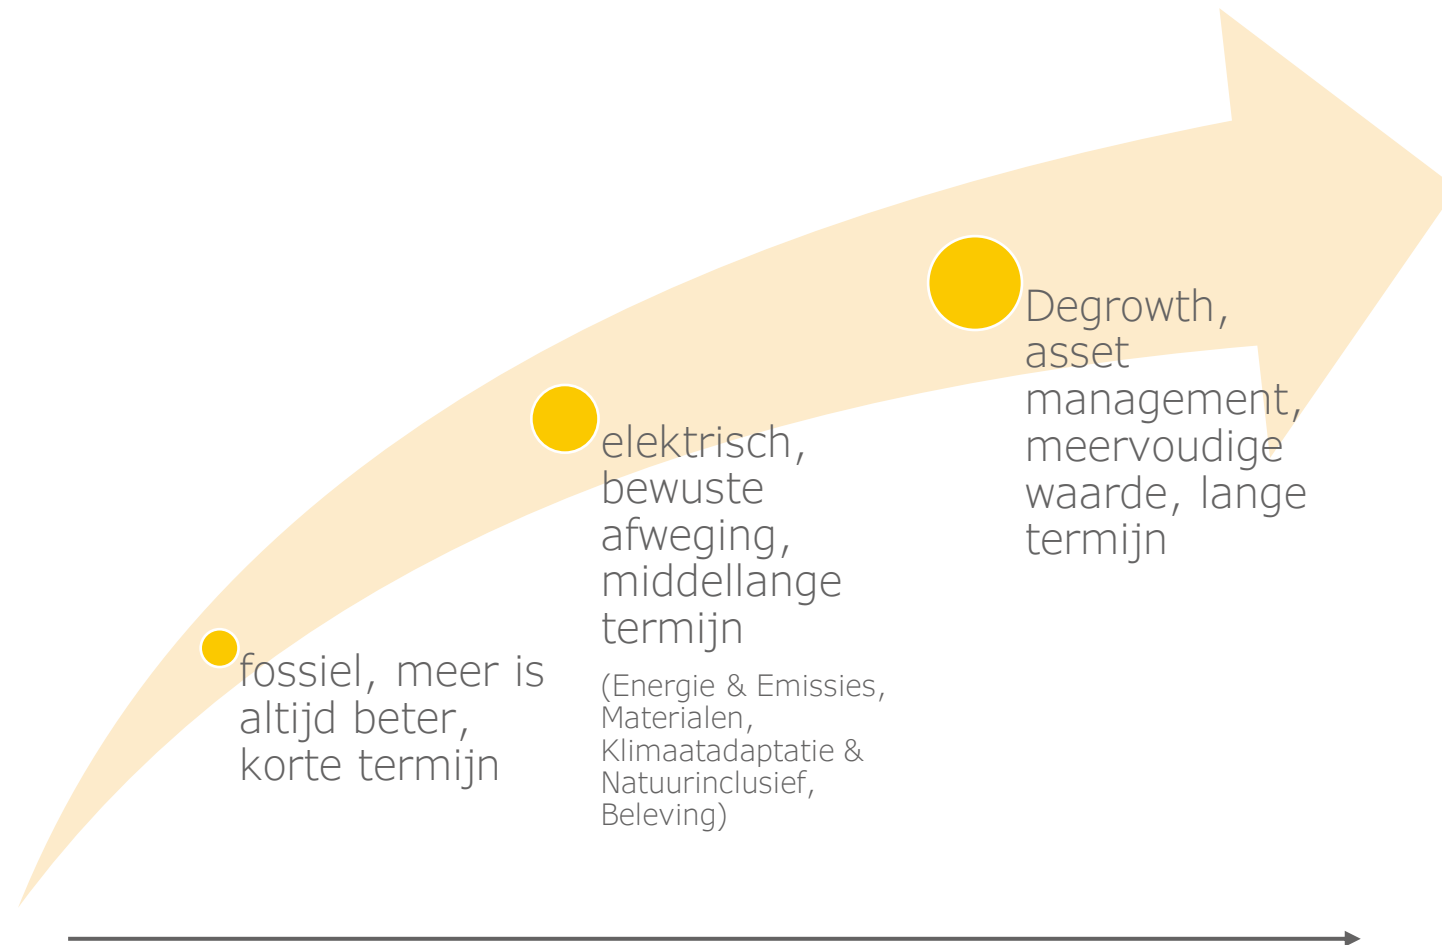 fossiel, meer is
altijd beter,
korte termijn
elektrisch,
bewuste
afweging,
middellange
termijn
(Energie & Emissies,
Materialen,
Klimaatadaptatie &
Natuurinclusief,
Beleving)
Degrowth,
asset
management,
meervoudige
waarde, lange
termijn